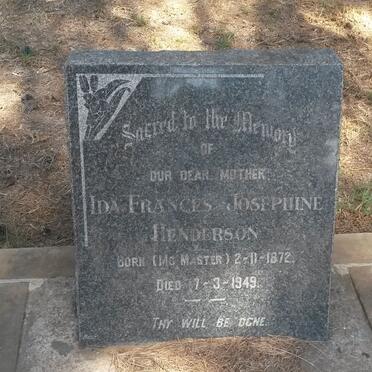 Sacred to the Memory
OF
OUR DEAR MOTHER
IDA FRANCES JOSEPHINE
HENDERSON
BORN (MC MASTER) 2-11-1872.
DIED 17-3-1949.
THY WILL BE DONE.